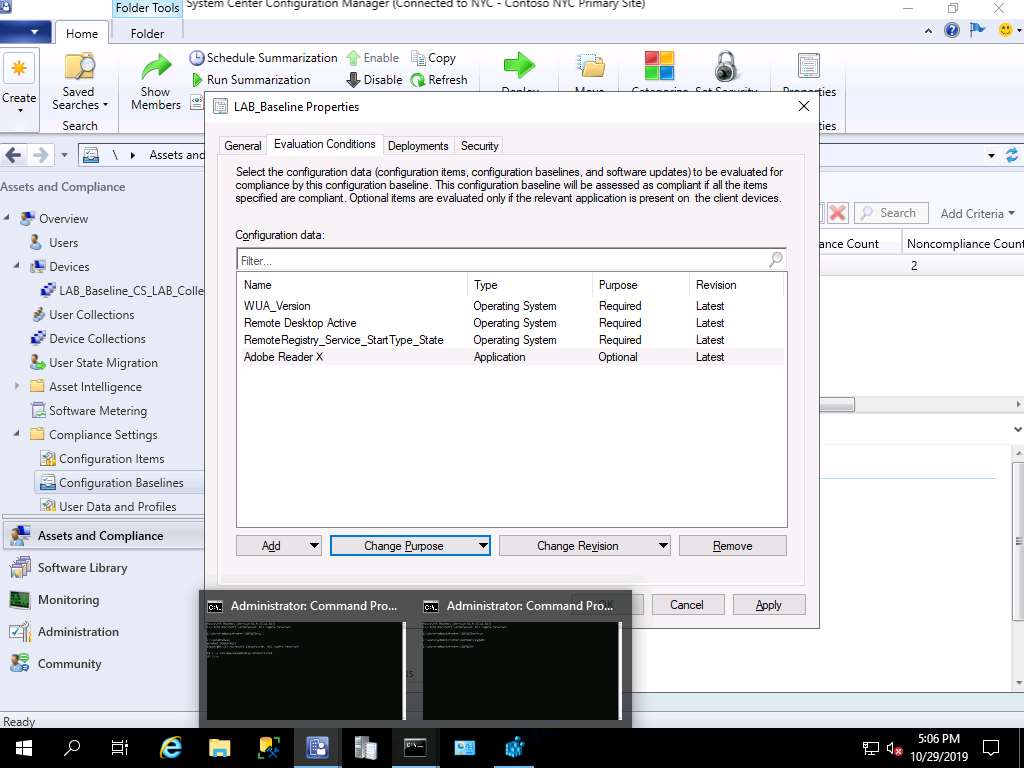 Folder Tools
System Center Configuration Manager (Connected to NYC - Contoso NYC Primary Site)
Home
Folder
Create
Saved
Searches
Search
Show
Members
Schedule Summarization
Run Summarization
Enable
Disable
Copy
Refresh
Deploy
Move
Categorize
Set Security
Properties
LAB_Baseline Properties
\
Assets and
General
Evaluation Conditions
Deployments
Security
Select the configuration data (configuration items, configuration baselines, and software updates) to be evaluated for
compliance by this configuration baseline. This configuration baseline will be assessed as compliant if all the items
specified are compliant. Optional items are evaluated only if the relevant application is present on the client devices.
Configuration data:
Filter...
Name Type Purpose Revision
WUA_Version Operating System Required Latest
Remote Desktop Active Operating System Required Latest
RemoteRegistry_Service_StartType_State Operating System Required Latest
Adobe Reader X Application Optional Latest
Add
Change Purpose
Change Revision
Remove
OK
Cancel
Apply
Assets and Compliance
Overview
Users
Devices
LAB_Baseline_CS_LAB_Colle
User Collections
Device Collections
User State Migration
Asset Intelligence
Software Metering
Compliance Settings
Configuration Items
Configuration Baselines
User Data and Profiles
Assets and Compliance
Software Library
Monitoring
Administration
Community
Ready
Search
Add Criteria
ance Count
Noncompliance Count
2
Administrator: Command Pro...
Administrator: Command Pro...
5:06 PM
10/29/2019